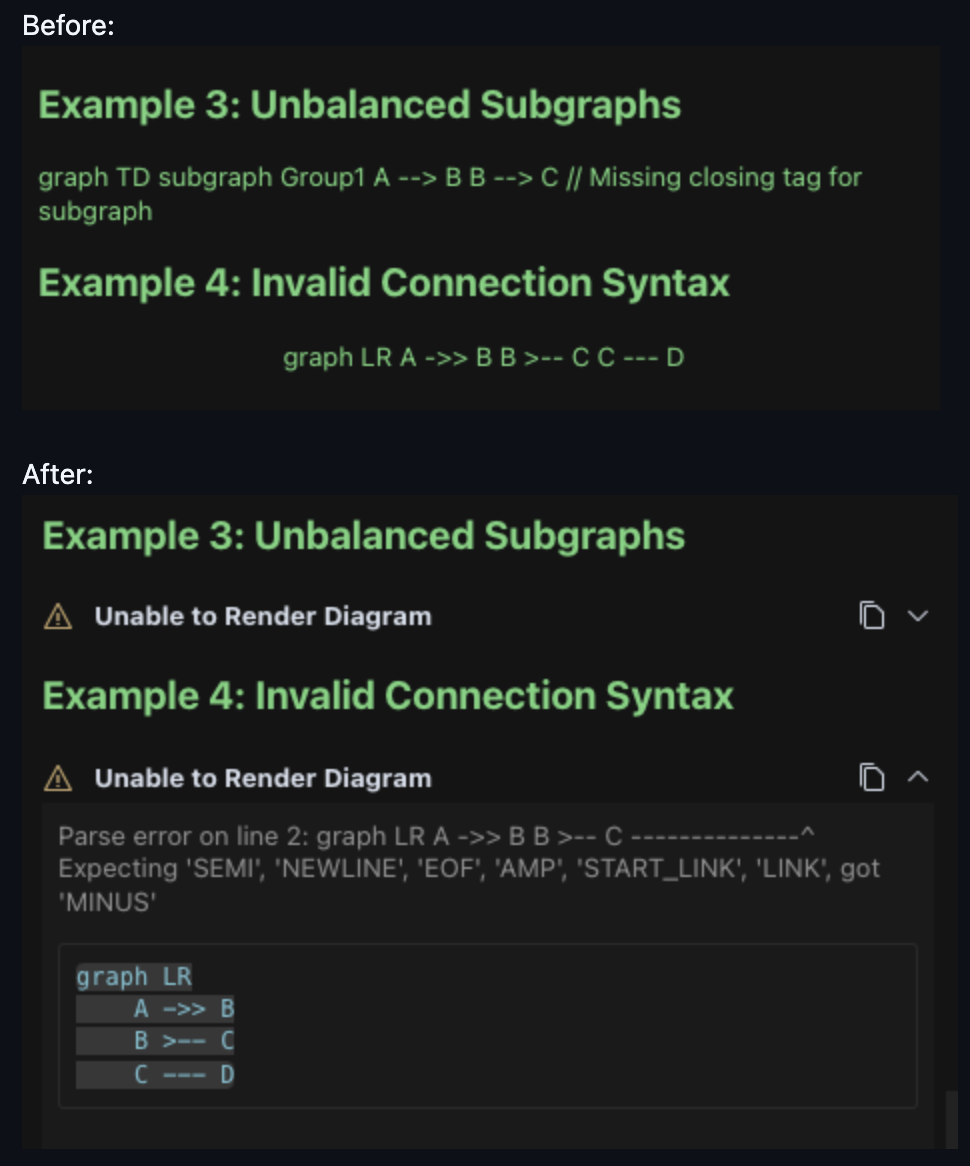 Before:
Example 3: Unbalanced Subgraphs
graph TD subgraph Group1 A --> B B --> C // Missing closing tag for
subgraph
Example 4: Invalid Connection Syntax
graph LR A ->> B B >-- C C --- D
After:
Example 3: Unbalanced Subgraphs
Unable to Render Diagram
Example 4: Invalid Connection Syntax
Unable to Render Diagram
Parse error on line 2: graph LR A ->> B B >-- C --------------^
Expecting 'SEMI', 'NEWLINE', 'EOF', 'AMP', 'START_LINK', 'LINK', got
'MINUS'
graph LR
    A ->> B
    B >-- C
    C --- D